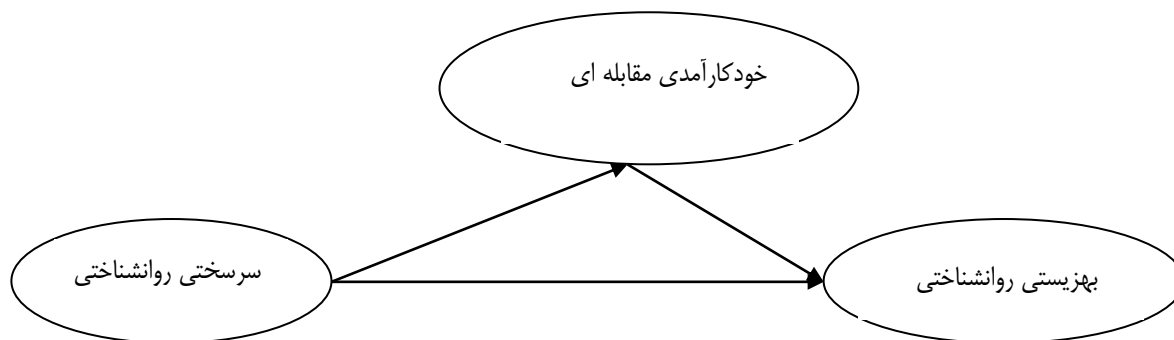 خودکارآمدی مقابله ای
سرسختی روانشناختی
بهزیستی روانشناختی